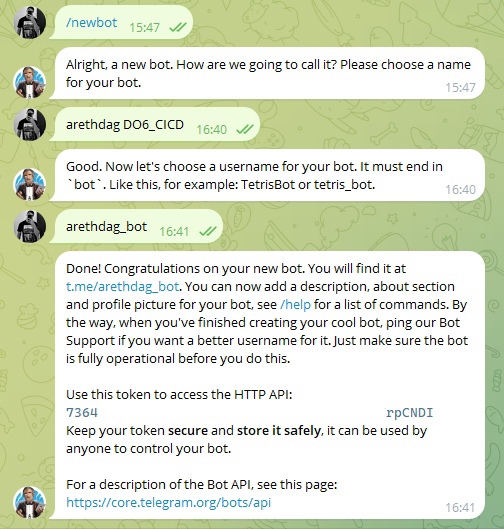 /newbot
15:47
Alright, a new bot. How are we going to call it? Please choose a name
for your bot.
15:47
arethdag DO6_CICD
16:40
Good. Now let's choose a username for your bot. It must end in
`bot`. Like this, for example: TetrisBot or tetris_bot.
16:40
arethdag_bot
16:41
Done! Congratulations on your new bot. You will find it at
t.me/arethdag_bot. You can now add a description, about section
and profile picture for your bot, see /help for a list of commands. By
the way, when you've finished creating your cool bot, ping our Bot
Support if you want a better username for it. Just make sure the bot
is fully operational before you do this.
Use this token to access the HTTP API:
7364 rpCNDI
Keep your token secure and store it safely, it can be used by
anyone to control your bot.
For a description of the Bot API, see this page:
https://core.telegram.org/bots/api
16:41